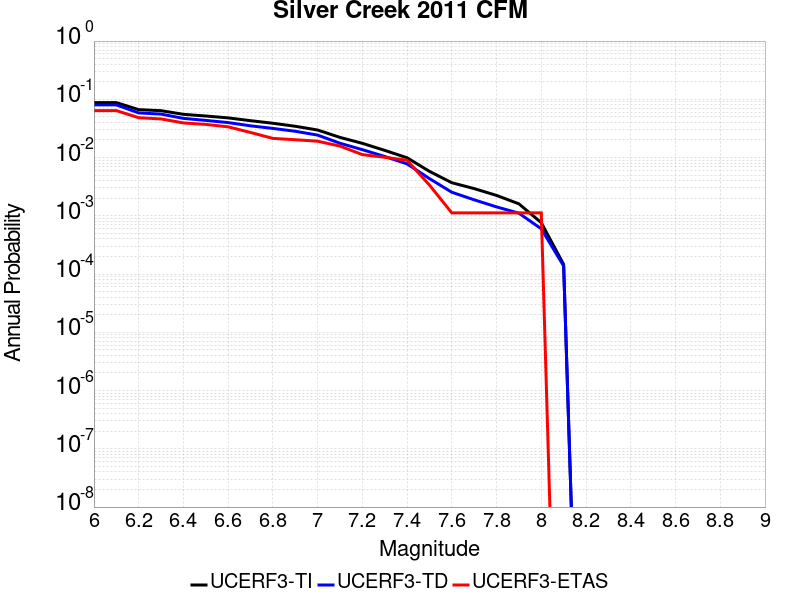 Silver Creek 2011 CFM
10^0
10^-1
10^-2
10^-3
10^-4
10^-5
10^-6
10^-7
10^-8
Annual Probability
6 6.2 6.4 6.6 6.8 7 7.2 7.4 7.6 7.8 8 8.2 8.4 8.6 8.8 9
Magnitude
UCERF3-TI UCERF3-TD UCERF3-ETAS